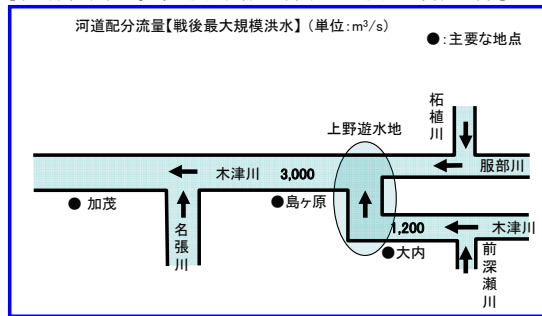 河道配分流量【戦後最大規模洪水】(単位:m³/s)
●:主要な地点
柘植川
上野遊水地
服部川
木津川 3,000
●加茂
●島ヶ原
名張川
1,200 木津川
●大内
前深瀬川